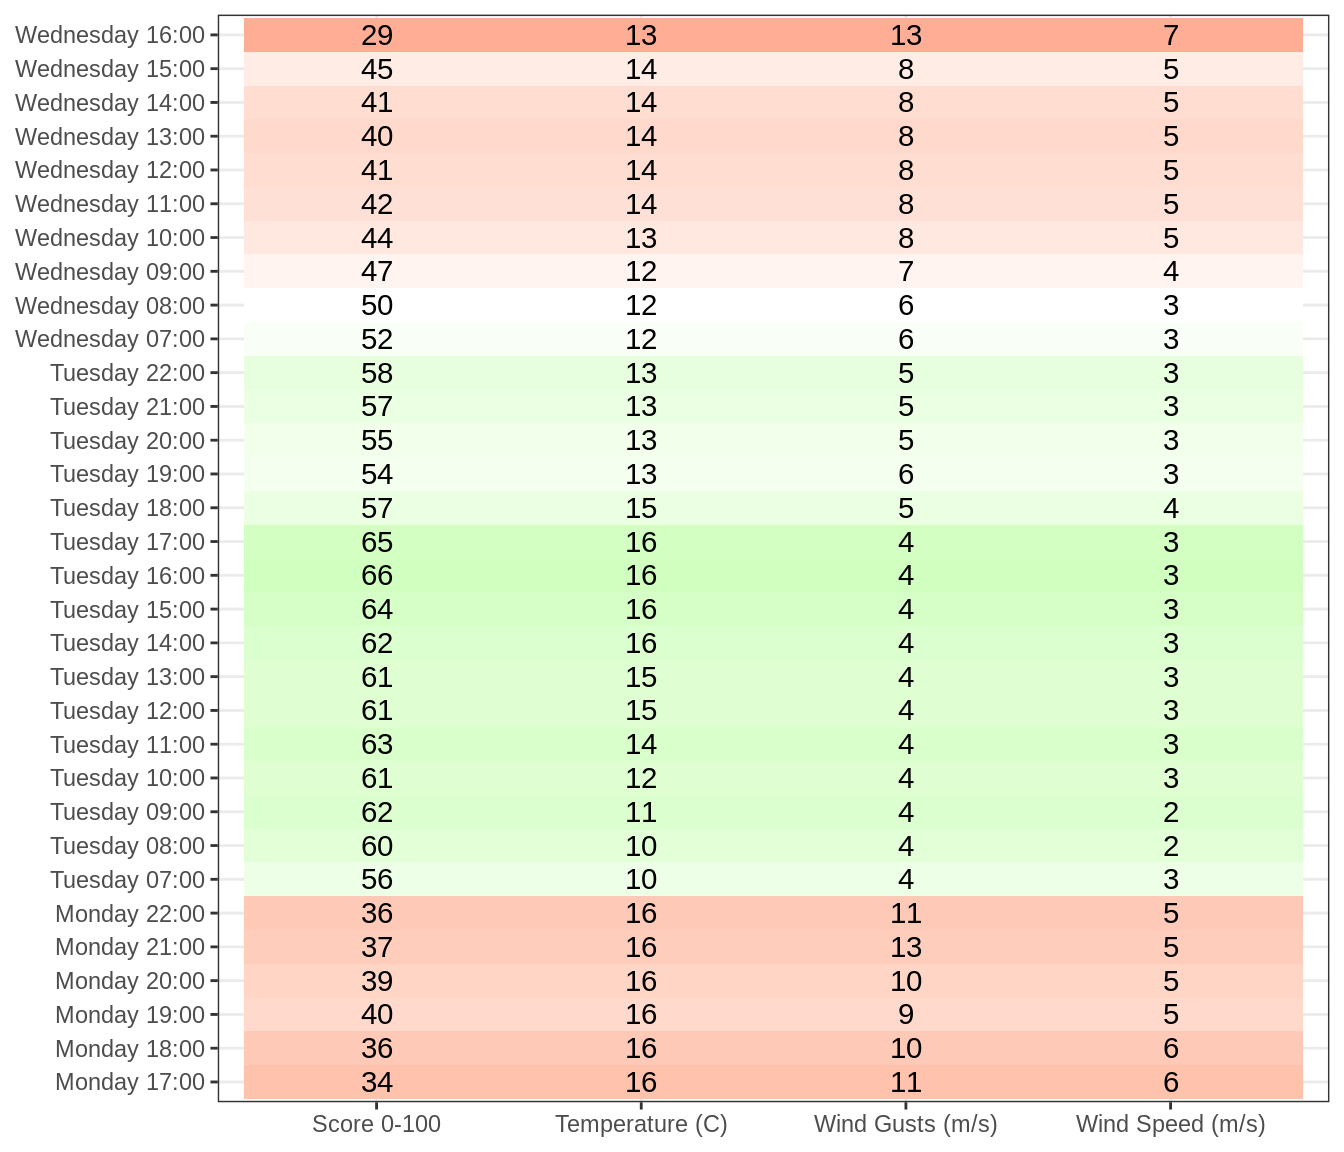 Wednesday 16:00 29 13 13 7
Wednesday 15:00 45 14 8 5
Wednesday 14:00 41 14 8 5
Wednesday 13:00 40 14 8 5
Wednesday 12:00 41 14 8 5
Wednesday 11:00 42 14 8 5
Wednesday 10:00 44 13 8 5
Wednesday 09:00 47 12 7 4
Wednesday 08:00 50 12 6 3
Wednesday 07:00 52 12 6 3
Tuesday 22:00 58 13 5 3
Tuesday 21:00 57 13 5 3
Tuesday 20:00 55 13 5 3
Tuesday 19:00 54 13 6 3
Tuesday 18:00 57 15 5 4
Tuesday 17:00 65 16 4 3
Tuesday 16:00 66 16 4 3
Tuesday 15:00 64 16 4 3
Tuesday 14:00 62 16 4 3
Tuesday 13:00 61 15 4 3
Tuesday 12:00 61 15 4 3
Tuesday 11:00 63 14 4 3
Tuesday 10:00 61 12 4 3
Tuesday 09:00 62 11 4 2
Tuesday 08:00 60 10 4 2
Tuesday 07:00 56 10 4 3
Monday 22:00 36 16 11 5
Monday 21:00 37 16 13 5
Monday 20:00 39 16 10 5
Monday 19:00 40 16 9 5
Monday 18:00 36 16 10 6
Monday 17:00 34 16 11 6
Score 0-100 Temperature (C) Wind Gusts (m/s) Wind Speed (m/s)